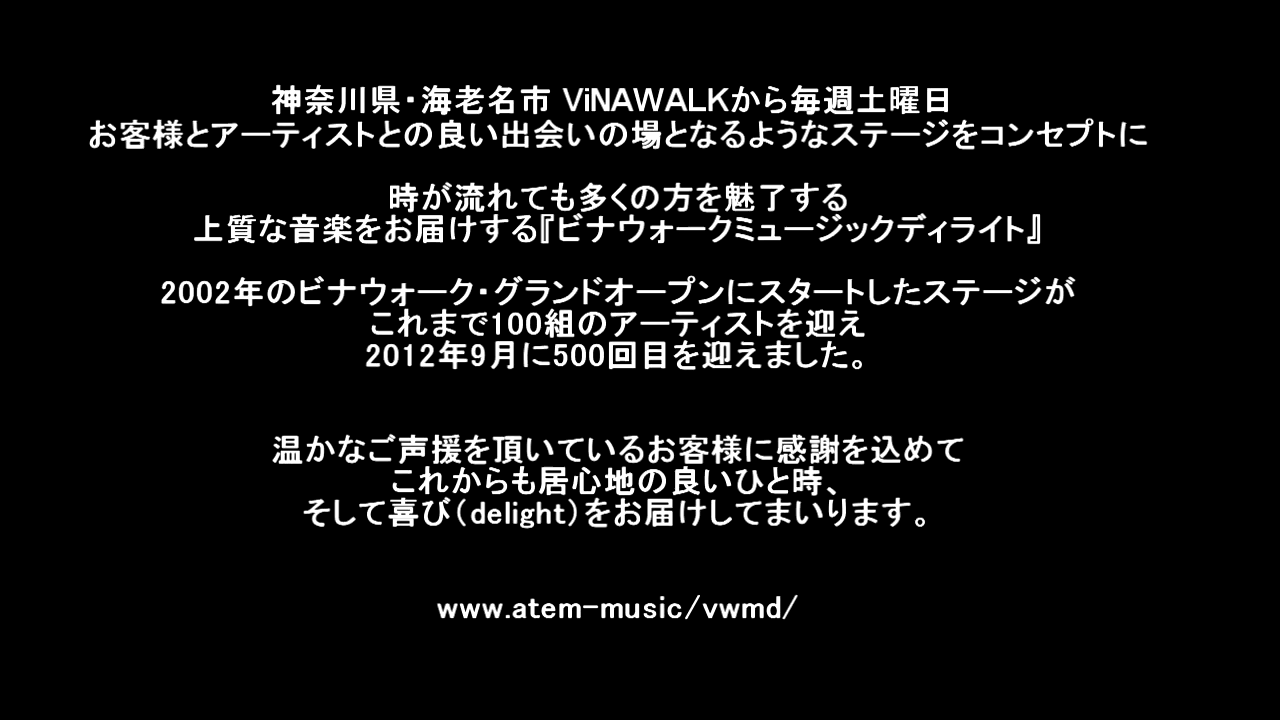 神奈川県・海老名市 ViNAWALKから毎週土曜日
お客様とアーティストとの良い出会いの場となるようなステージをコンセプトに
時が流れても多くの方を魅了する
上質な音楽をお届けする『ビナウォークミュージックディライト』
2002年のビナウォーク・グランドオープンにスタートしたステージが
これまで100組のアーティストを迎え
2012年9月に500回目を迎えました。
温かなご声援を頂いているお客様に感謝を込めて
これからも居心地の良いひと時、
そして喜び(delight)をお届けしてまいります。
www.atem-music/vwmd/